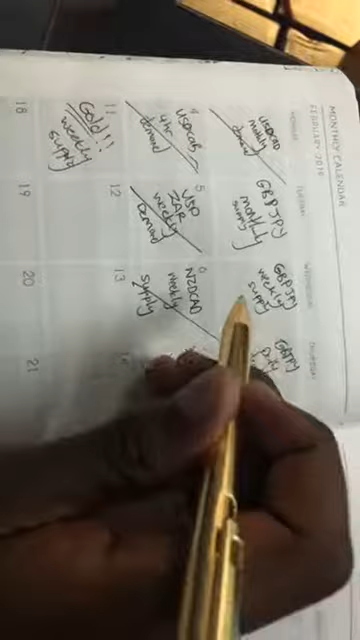 MONTHLY CALENDAR
FEBRUARY
MONDAY
TUESDAY
WEDNESDAY
THURSDAY
USDCAD
monthly
demand
GBPJPY
monthly
supply
GBPJPY
weekly
supply
GBPJPY
4
USDCAD
4hr
demand
5
USD
ZAR
weekly
Demand
6
NZDCAD
weekly
supply
11
Gold!!
weekly
supply
12
13
18
19
20
21